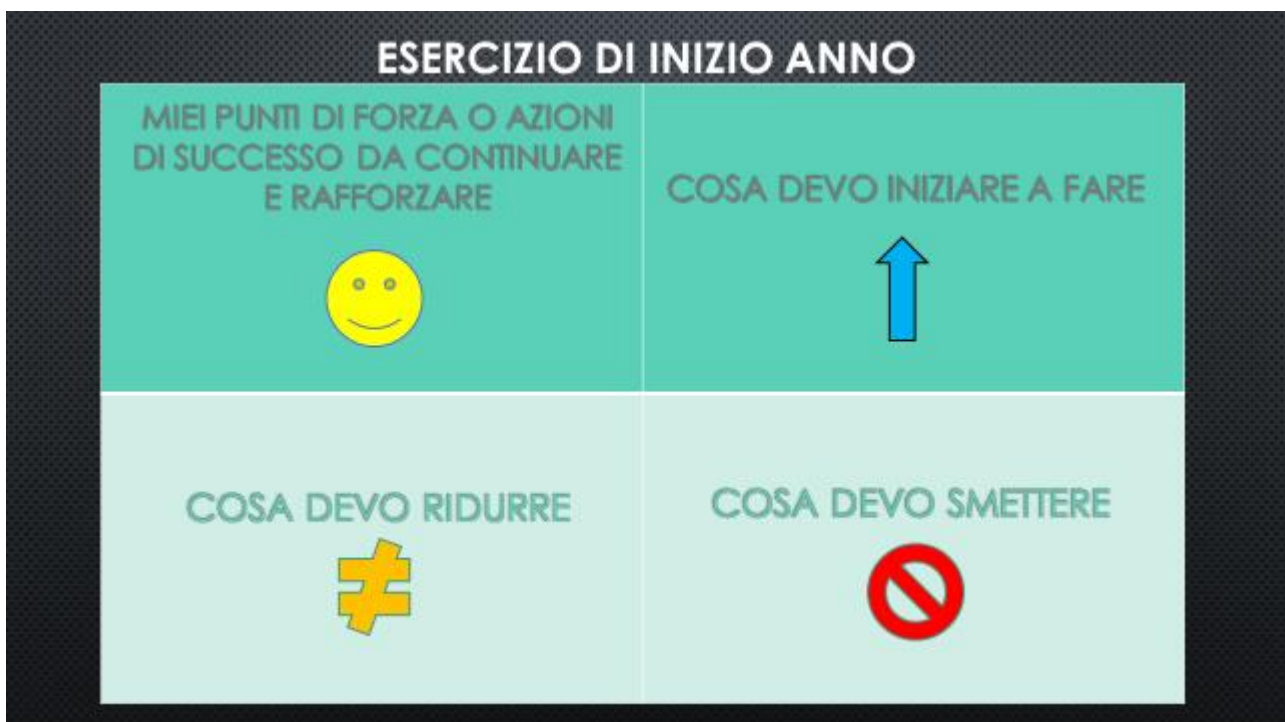 ESERCIZIO DI INIZIO ANNO
MIEI PUNTI DI FORZA O AZIONI
DI SUCCESSO DA CONTINUARE
E RAFFORZARE
COSA DEVO INIZIARE A FARE
COSA DEVO RIDURRE
COSA DEVO SMETTERE